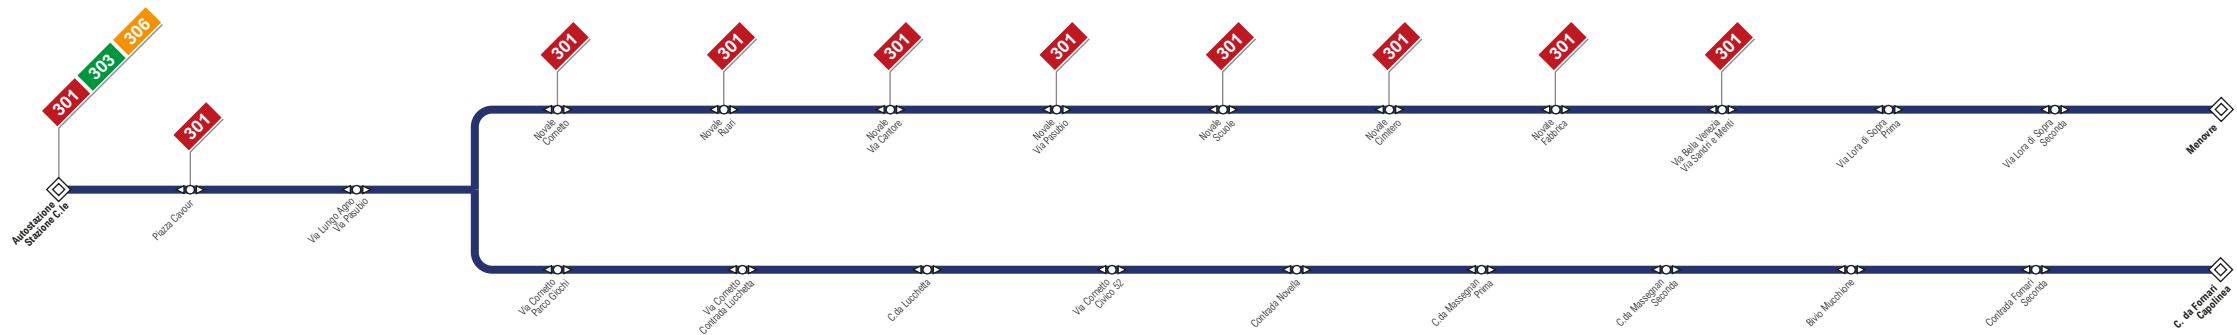 301
303
306
301
301
301
301
301
301
301
301
301
Novale
Cornetto
Novale
Ruari
Novale
Via Cantore
Novale
Via Pasubio
Novale
Scuole
Novale
Cimitero
Novale
Fabbrica
Via Bella Venezia
Via Sandri e Menti
Via Lora di Sopra
Prima
Via Lora di Sopra
Seconda
Menovre
Autostazione
Stazione C.le
Piazza Cavour
Via Lungo Agno
Via Pasubio
Via Cornetto
Parco Giochi
Via Cornetto
Contrada Lucchetta
C.da Lucchetta
Via Cornetto
Civico 52
Contrada Novella
C.da Massegnan
Prima
C.da Massegnan
Seconda
Bivio Mucchione
Contrada Fornari
Seconda
C. da Fornari
Capolinea